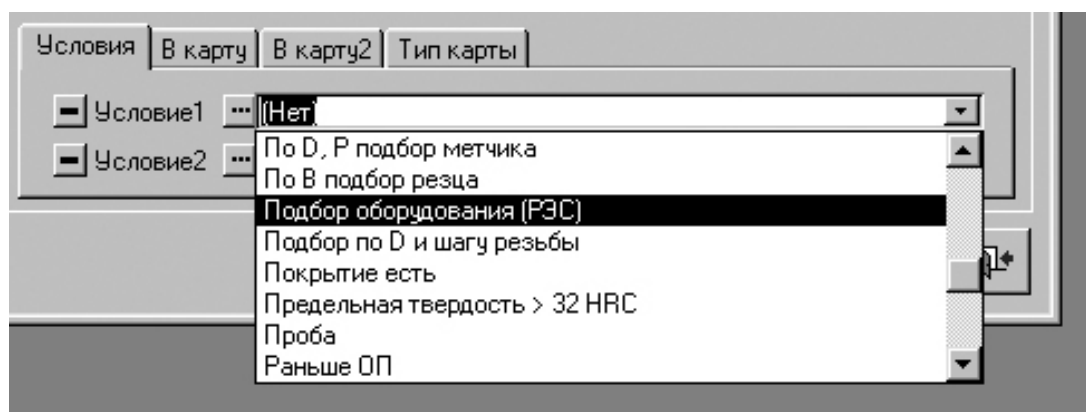 Условия В карту В карту2 Тип карты
Условие1 ... (Нет)
Условие2 ...
По D, P подбор метчика
По В подбор резца
Подбор оборудования (РЭС)
Подбор по D и шагу резьбы
Покрытие есть
Предельная твердость > 32 HRC
Проба
Раньше ОП